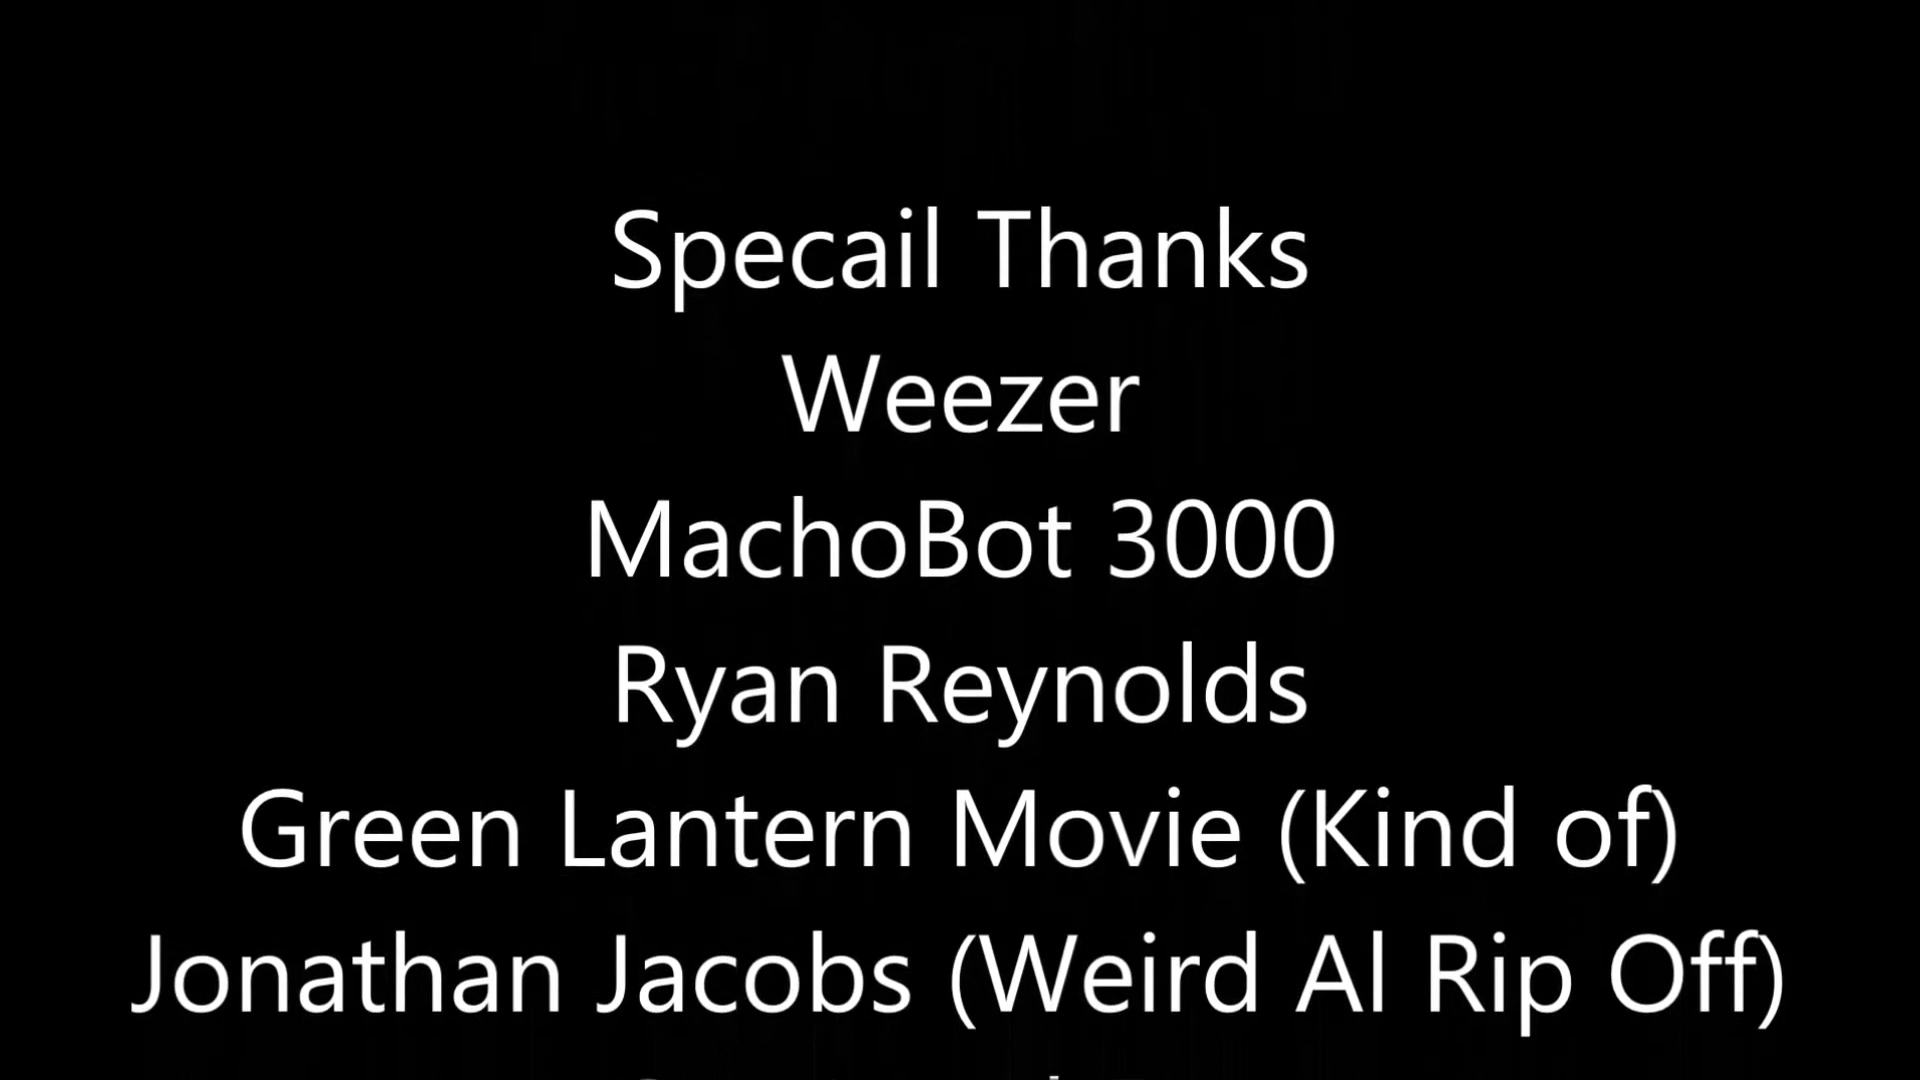 Specail Thanks
Weezer
MachoBot 3000
Ryan Reynolds
Green Lantern Movie (Kind of)
Jonathan Jacobs (Weird Al Rip Off)